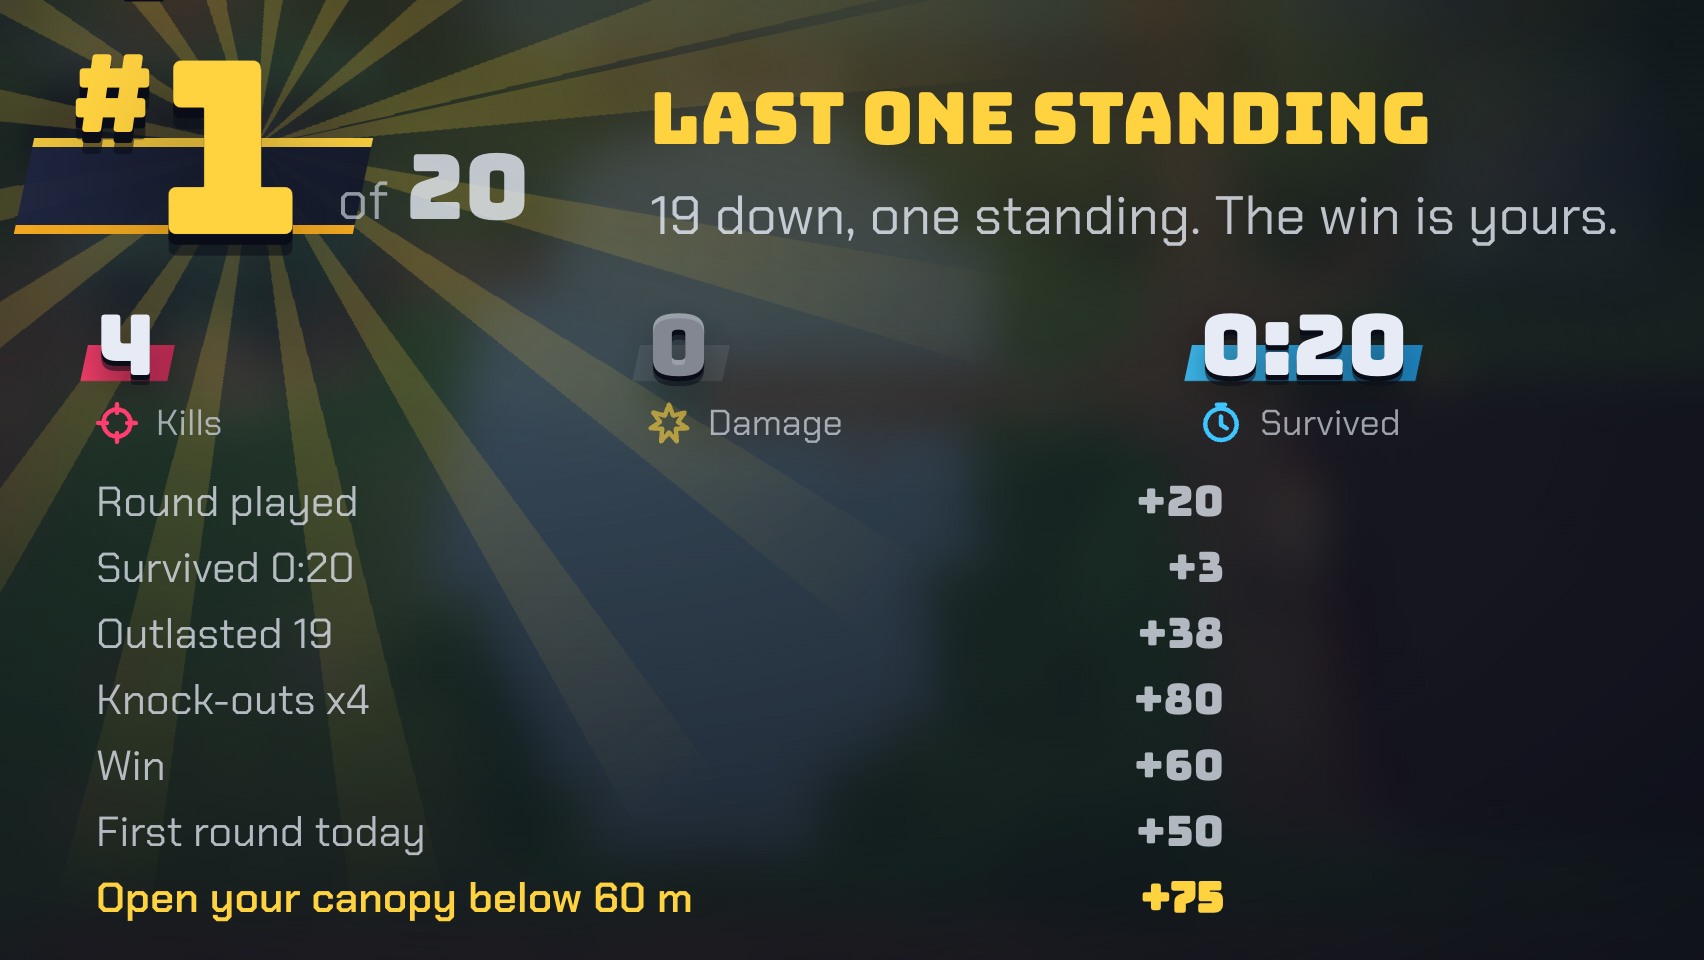 #1 of 20
LAST ONE STANDING
19 down, one standing. The win is yours.
4
Kills
0
Damage
0:20
Survived
Round played +20
Survived 0:20 +3
Outlasted 19 +38
Knock-outs x4 +80
Win +60
First round today +50
Open your canopy below 60 m +75